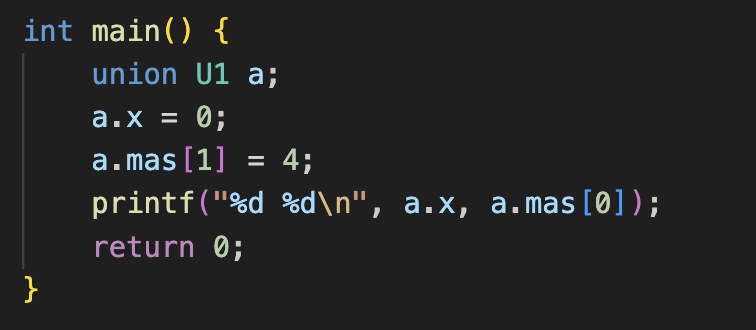 int main() {
    union U1 a;
    a.x = 0;
    a.mas[1] = 4;
    printf("%d %d\n", a.x, a.mas[0]);
    return 0;
}